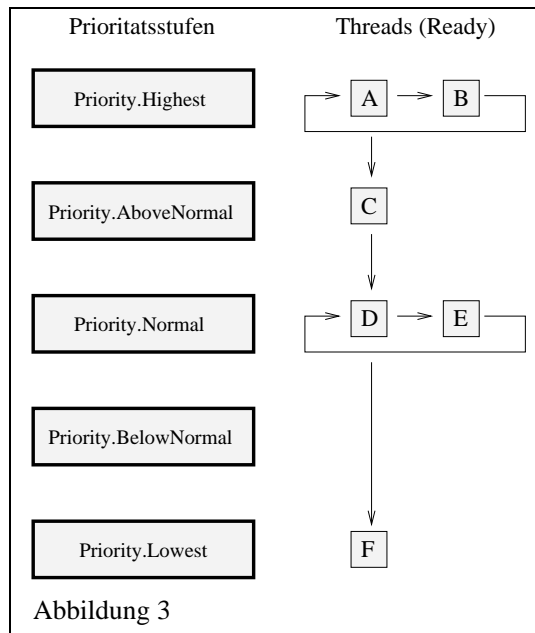 Prioritatsstufen
Threads (Ready)
Priority.Highest
A
B
Priority.AboveNormal
C
Priority.Normal
D
E
Priority.BelowNormal
Priority.Lowest
F
Abbildung 3